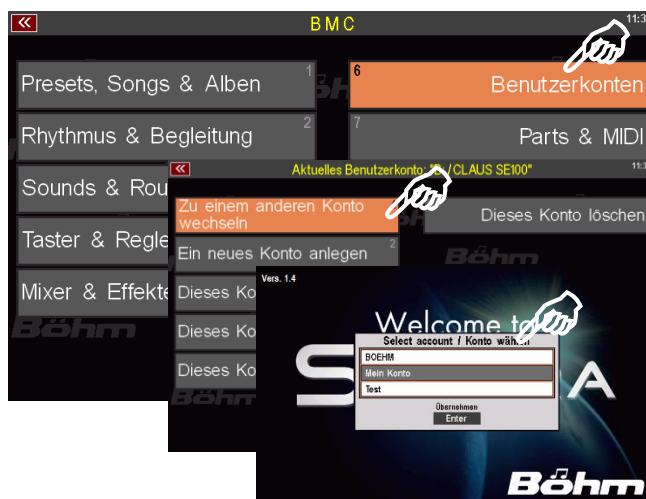 BMC
11:3
Presets, Songs & Alben
1
6
Benutzerkonten
Rhythmus & Begleitung
2
7
Parts & MIDI
Sounds & Rou
Taster & Regle
Mixer & Effekte
Böhm
Aktuelles Benutzerkonto: CLAUS SE100"
11:3
Zu einem anderen Konto
wechseln
Dieses Konto löschen
Ein neues Konto anlegen
2
Böhm
Dieses Ko
Dieses Ko
Dieses Ko
Vers. 1.4
Welcome to
Select account / Konto wählen
BOEHM
Mein Konto
Test
Übernehmen
Enter
Böhm